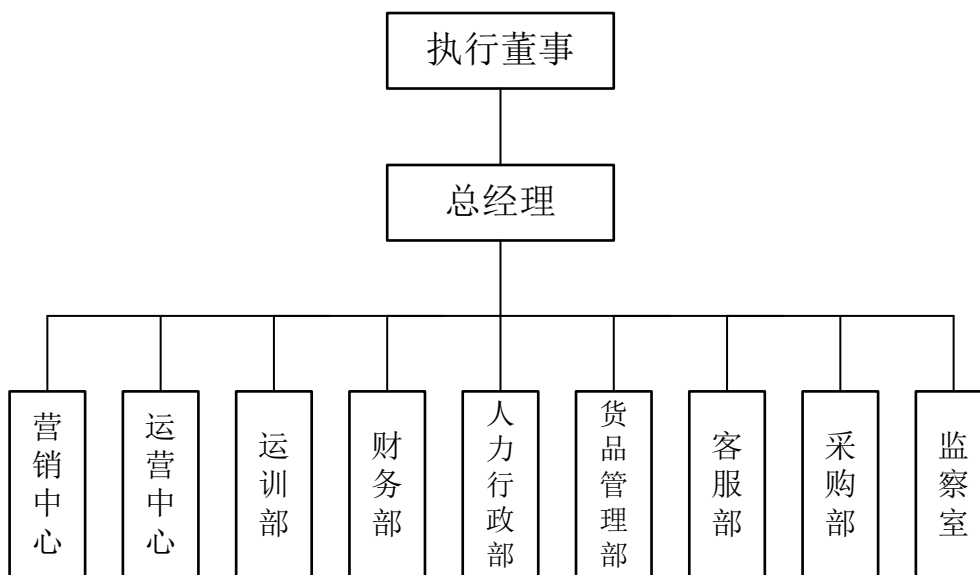 执行董事
总经理
营销中心
运营中心
运训部
财务部
人力行政部
货品管理部
客服部
采购部
监察室